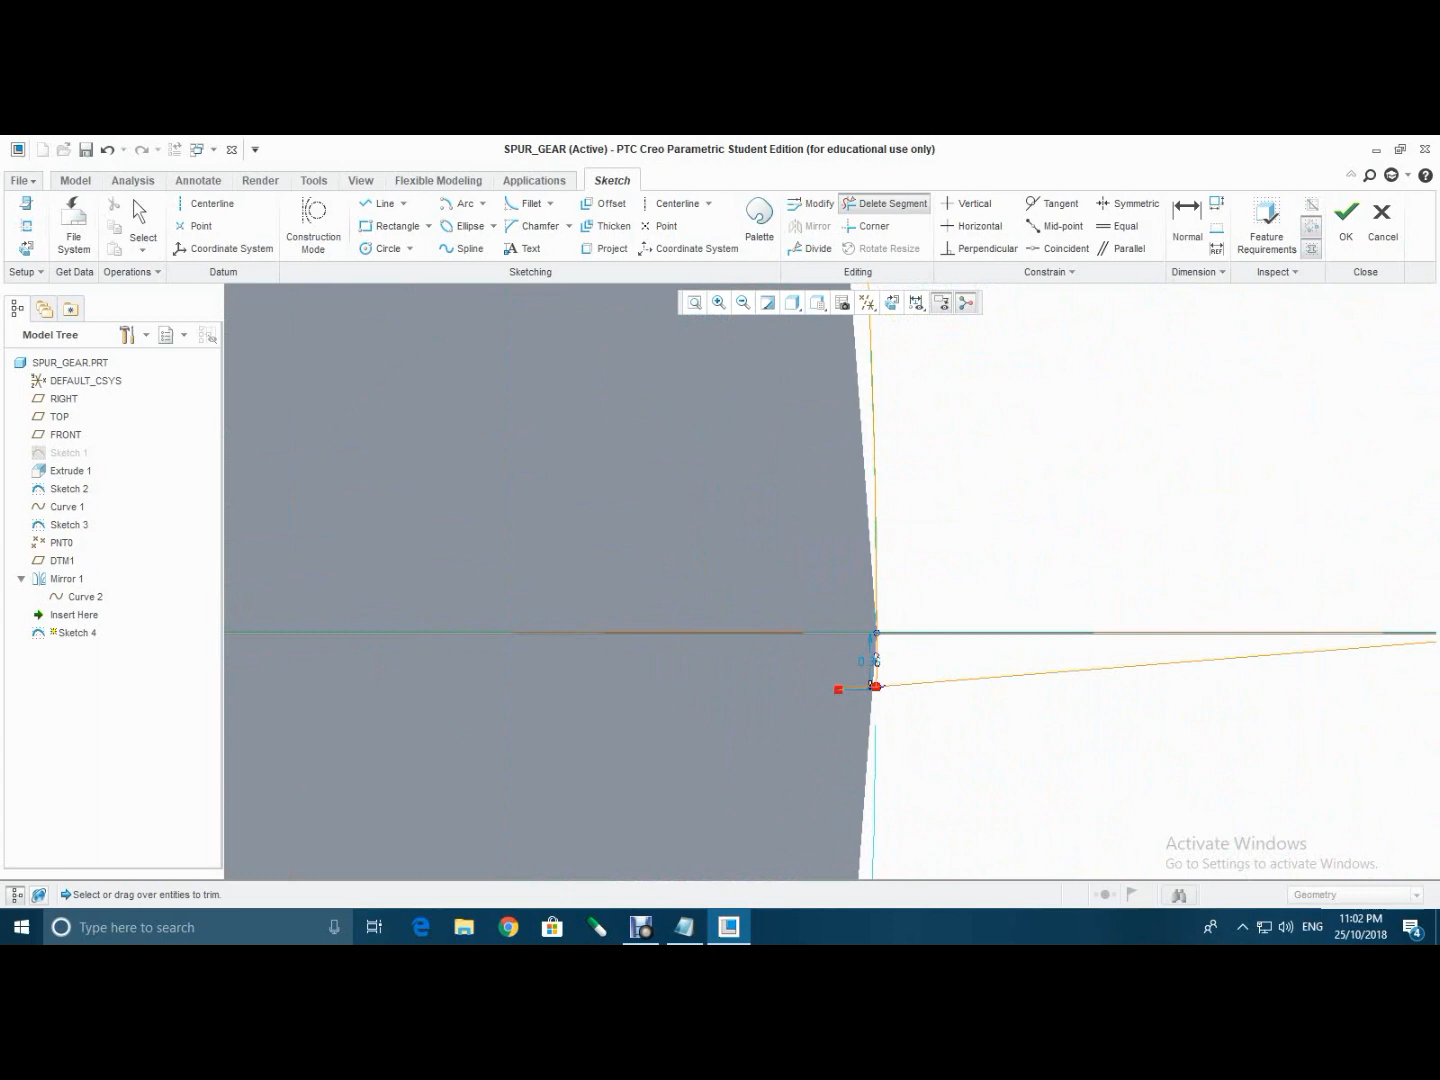 SPUR_GEAR (Active) - PTC Creo Parametric Student Edition (for educational use only)
File Model Analysis Annotate Render Tools View Flexible Modeling Applications Sketch
Centerline Line Arc Fillet Offset Centerline Modify Delete Segment Vertical Tangent Symmetric
Point Rectangle Ellipse Chamfer Thicken Point Mirror Corner Horizontal Mid-point Equal
Coordinate System Circle Spline Text Project Coordinate System Divide Rotate Resize Perpendicular Coincident Parallel
File System
Select
Construction Mode
Palette
Normal
Feature Requirements
OK
Cancel
Setup Get Data Operations Datum Sketching Editing Constrain Dimension Inspect Close
Model Tree
SPUR_GEAR.PRT
DEFAULT_CSYS
RIGHT
TOP
FRONT
Sketch 1
Extrude 1
Sketch 2
Curve 1
Sketch 3
PNT0
DTM1
Mirror 1
Curve 2
Insert Here
Sketch 4
Activate Windows
Go to Settings to activate Windows.
Select or drag over entities to trim.
Geometry
Type here to search
ENG
11:02 PM
25/10/2018
4